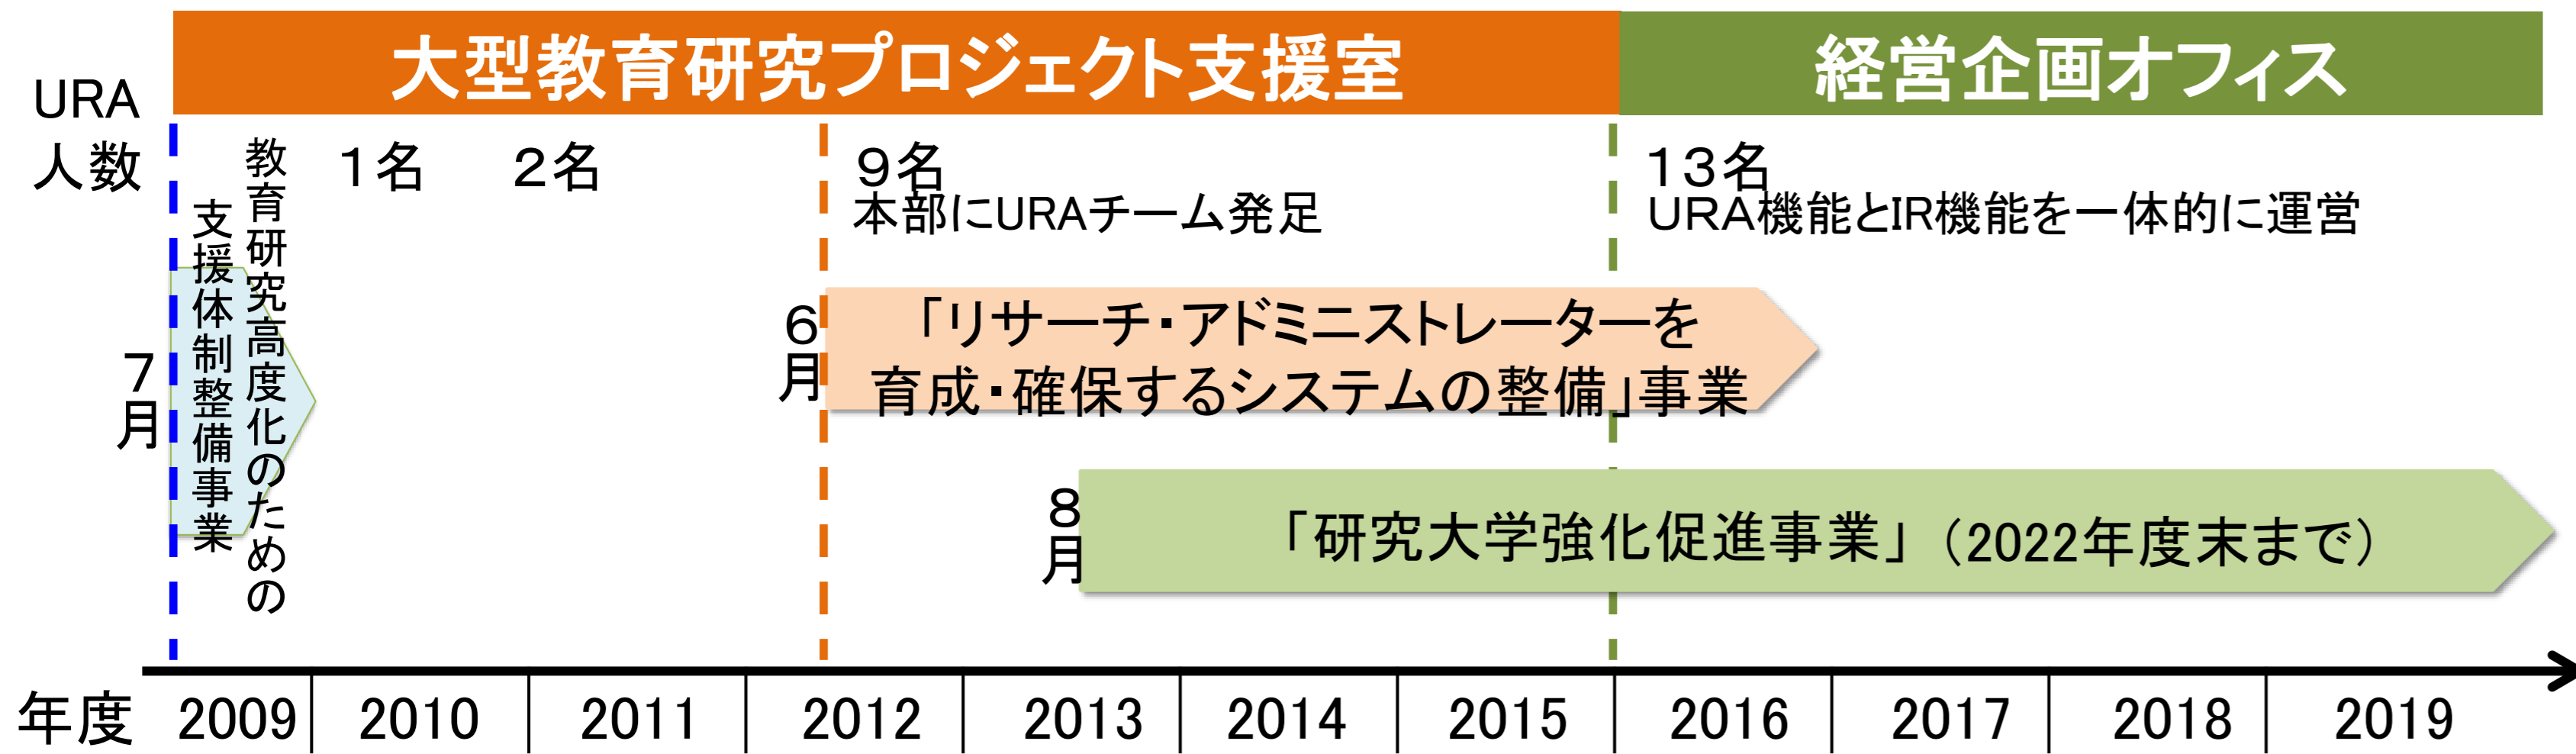 大型教育研究プロジェクト支援室
経営企画オフィス
URA
人数
１名
２名
９名
本部にURAチーム発足
１３名
ＵＲＡ機能とIR機能を一体的に運営
７月
教育研究高度化のための
支援体制整備事業
６月
「リサーチ・アドミニストレーターを
育成・確保するシステムの整備」事業
８月
「研究大学強化促進事業」（2022年度末まで）
年度
2009
2010
2011
2012
2013
2014
2015
2016
2017
2018
2019